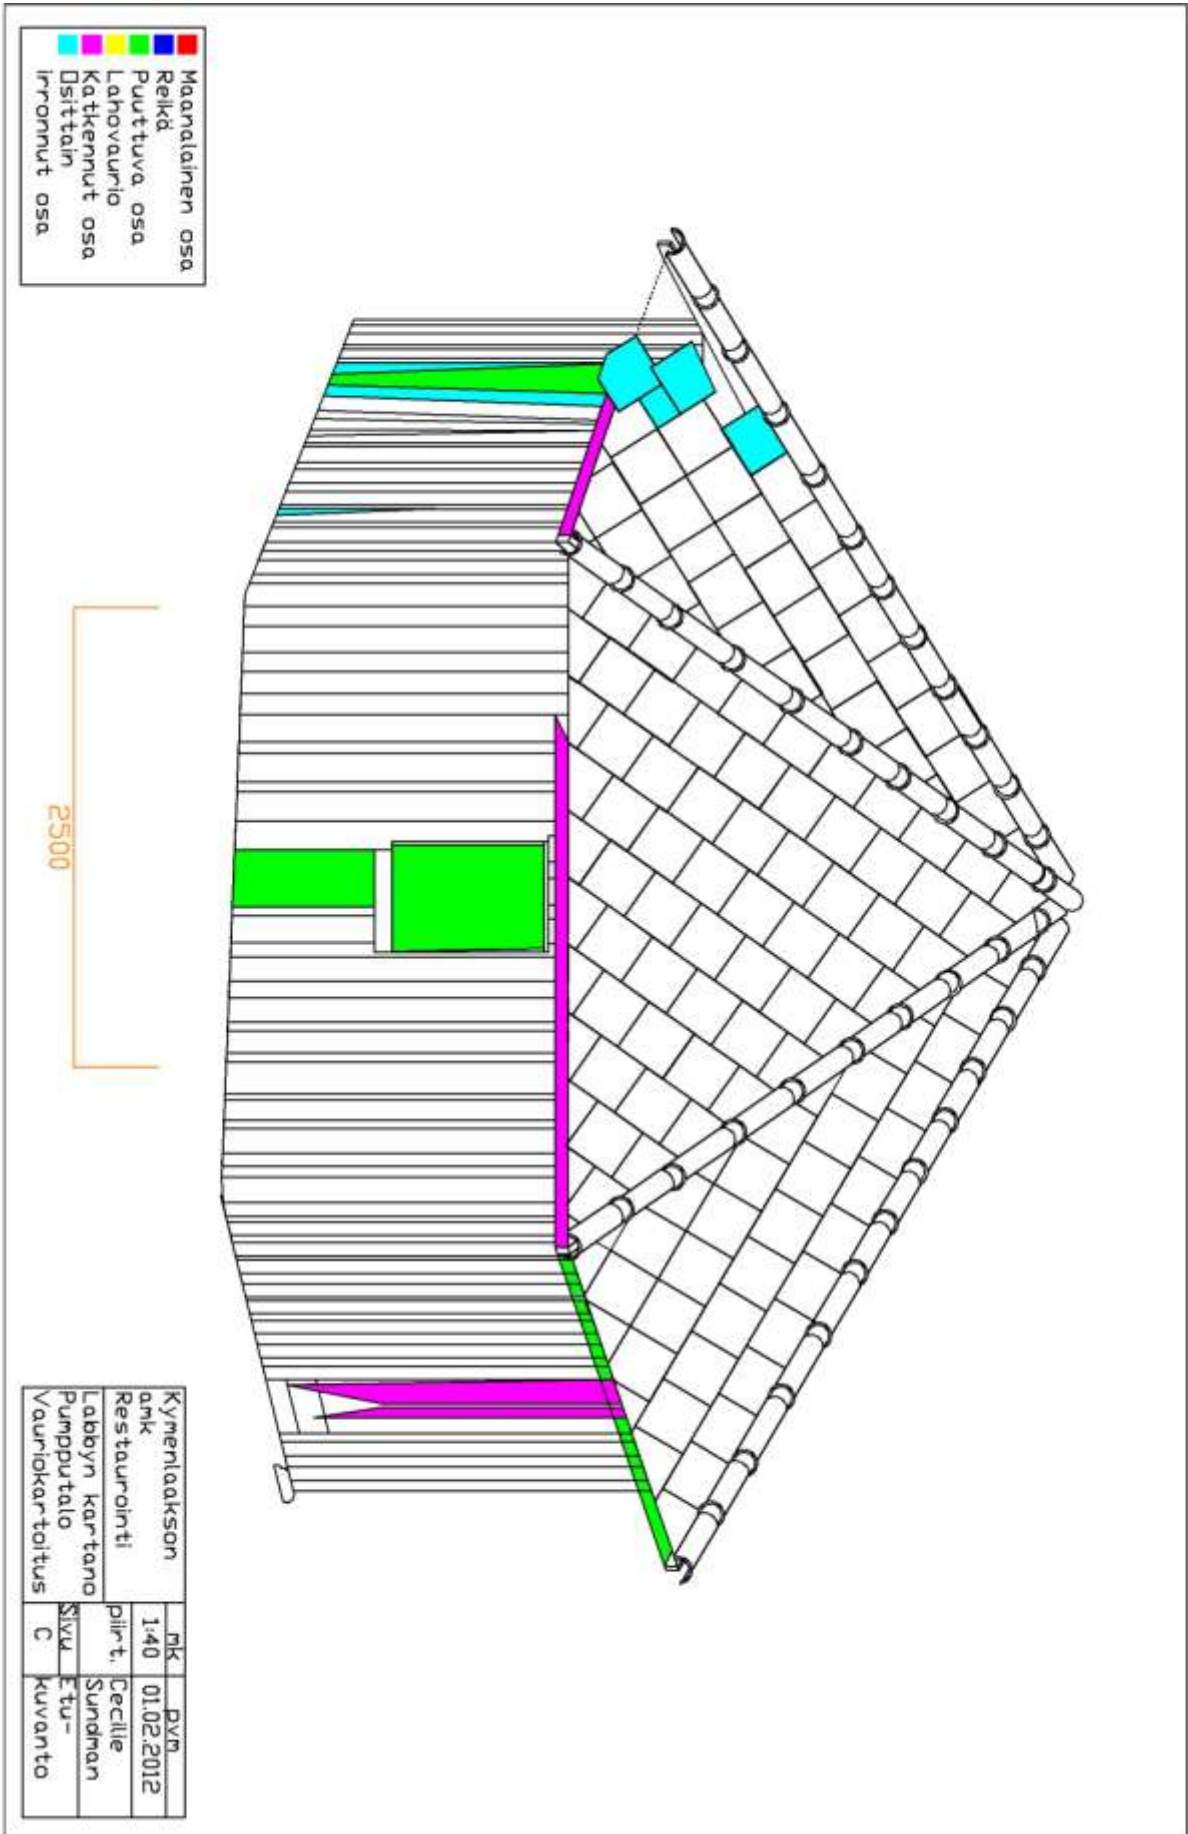 Maanalainen osa
Reikä
Puuttuva osa
Lahovaurio
Katkennut osa
Osittain
irronnut osa
2500
Kymenlaakson
amk
Restaurointi
Labbyn kartano
Pumpputalo
Vauriokartoitus
mk
pvm
1:40
01.02.2012
piirt.
Cecilie
Sundman
Sivu
C
Etu-
kuvanto